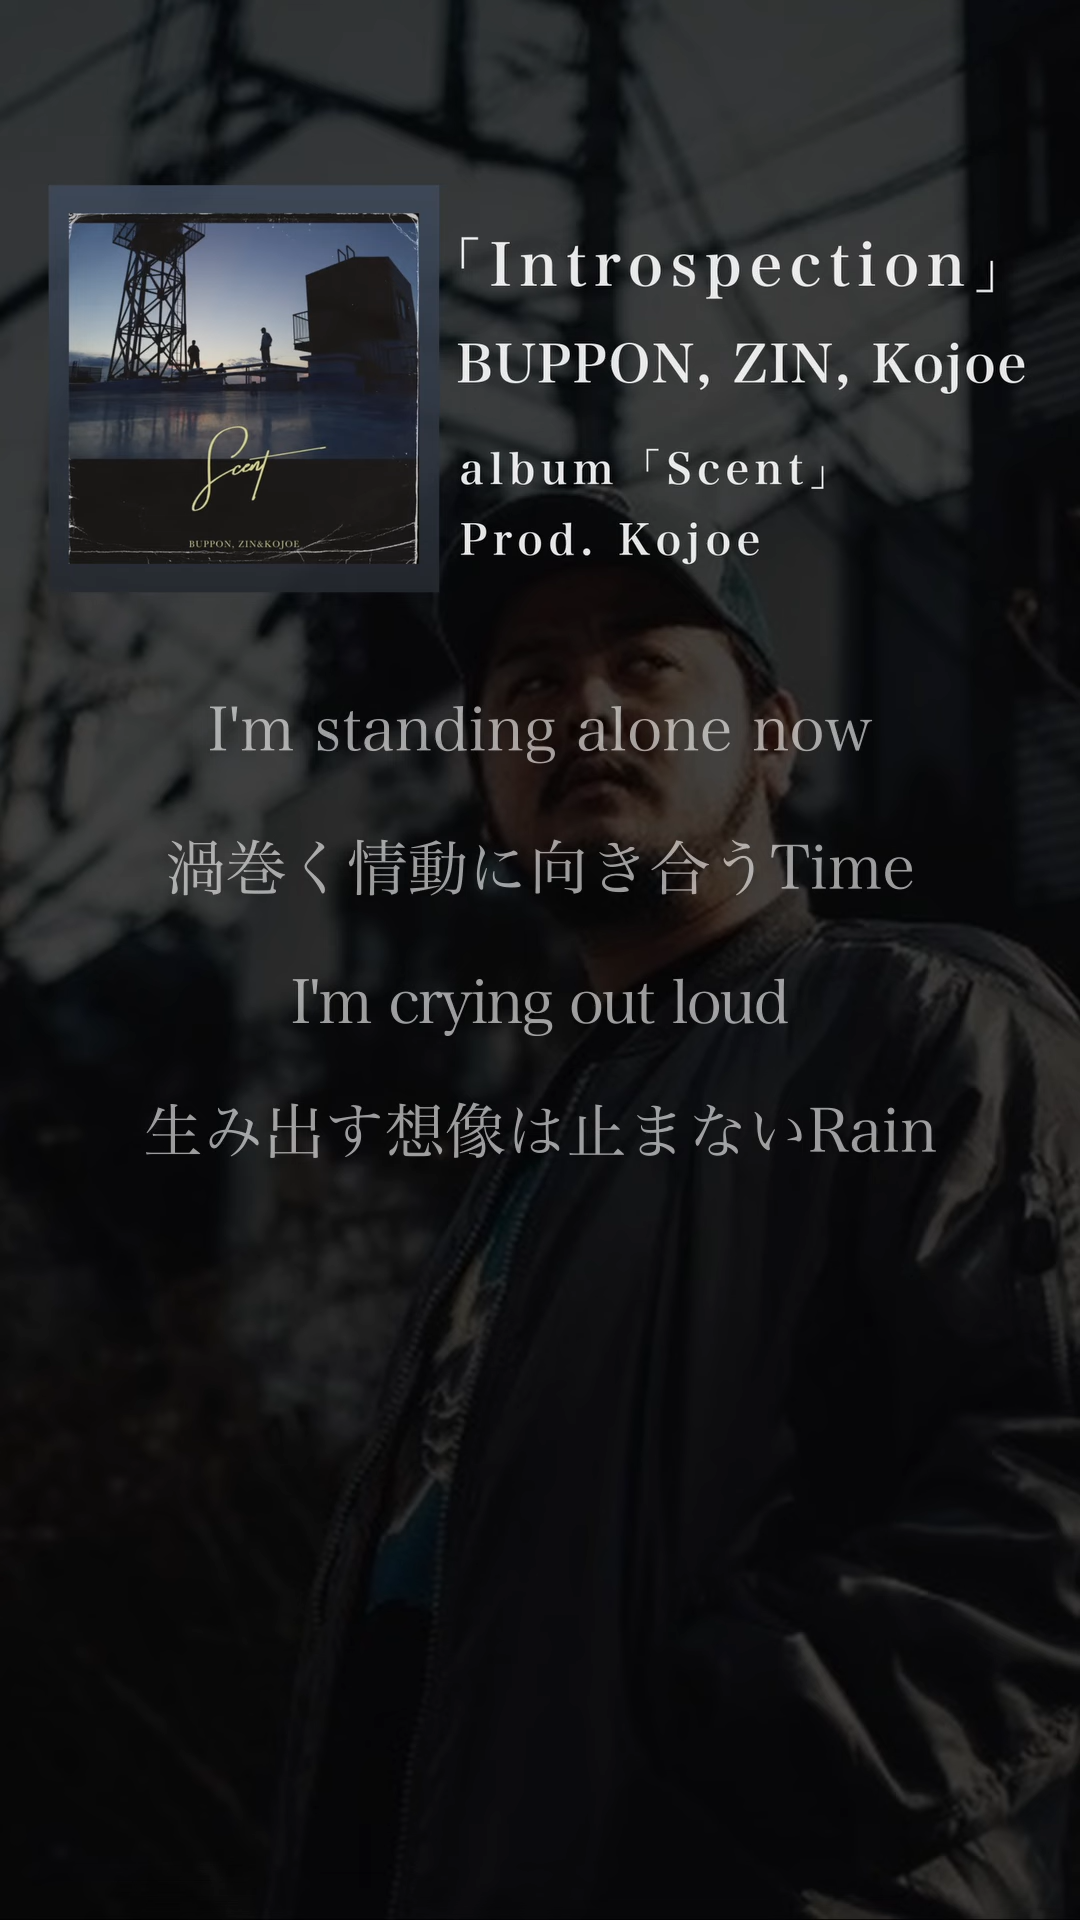 Scent
BUPPON, ZIN&KOJOE
「Introspection」
BUPPON, ZIN, Kojoe
album「Scent」
Prod. Kojoe
I'm standing alone now
渦巻く情動に向き合うTime
I'm crying out loud
生み出す想像は止まないRain